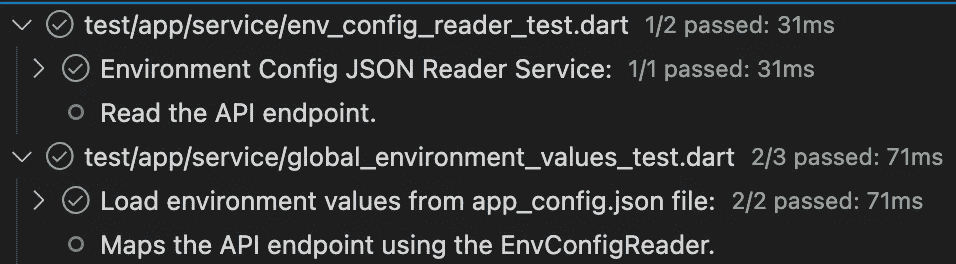 test/app/service/env_config_reader_test.dart 1/2 passed: 31ms
Environment Config JSON Reader Service: 1/1 passed: 31ms
Read the API endpoint.
test/app/service/global_environment_values_test.dart 2/3 passed: 71ms
Load environment values from app_config.json file: 2/2 passed: 71ms
Maps the API endpoint using the EnvConfigReader.